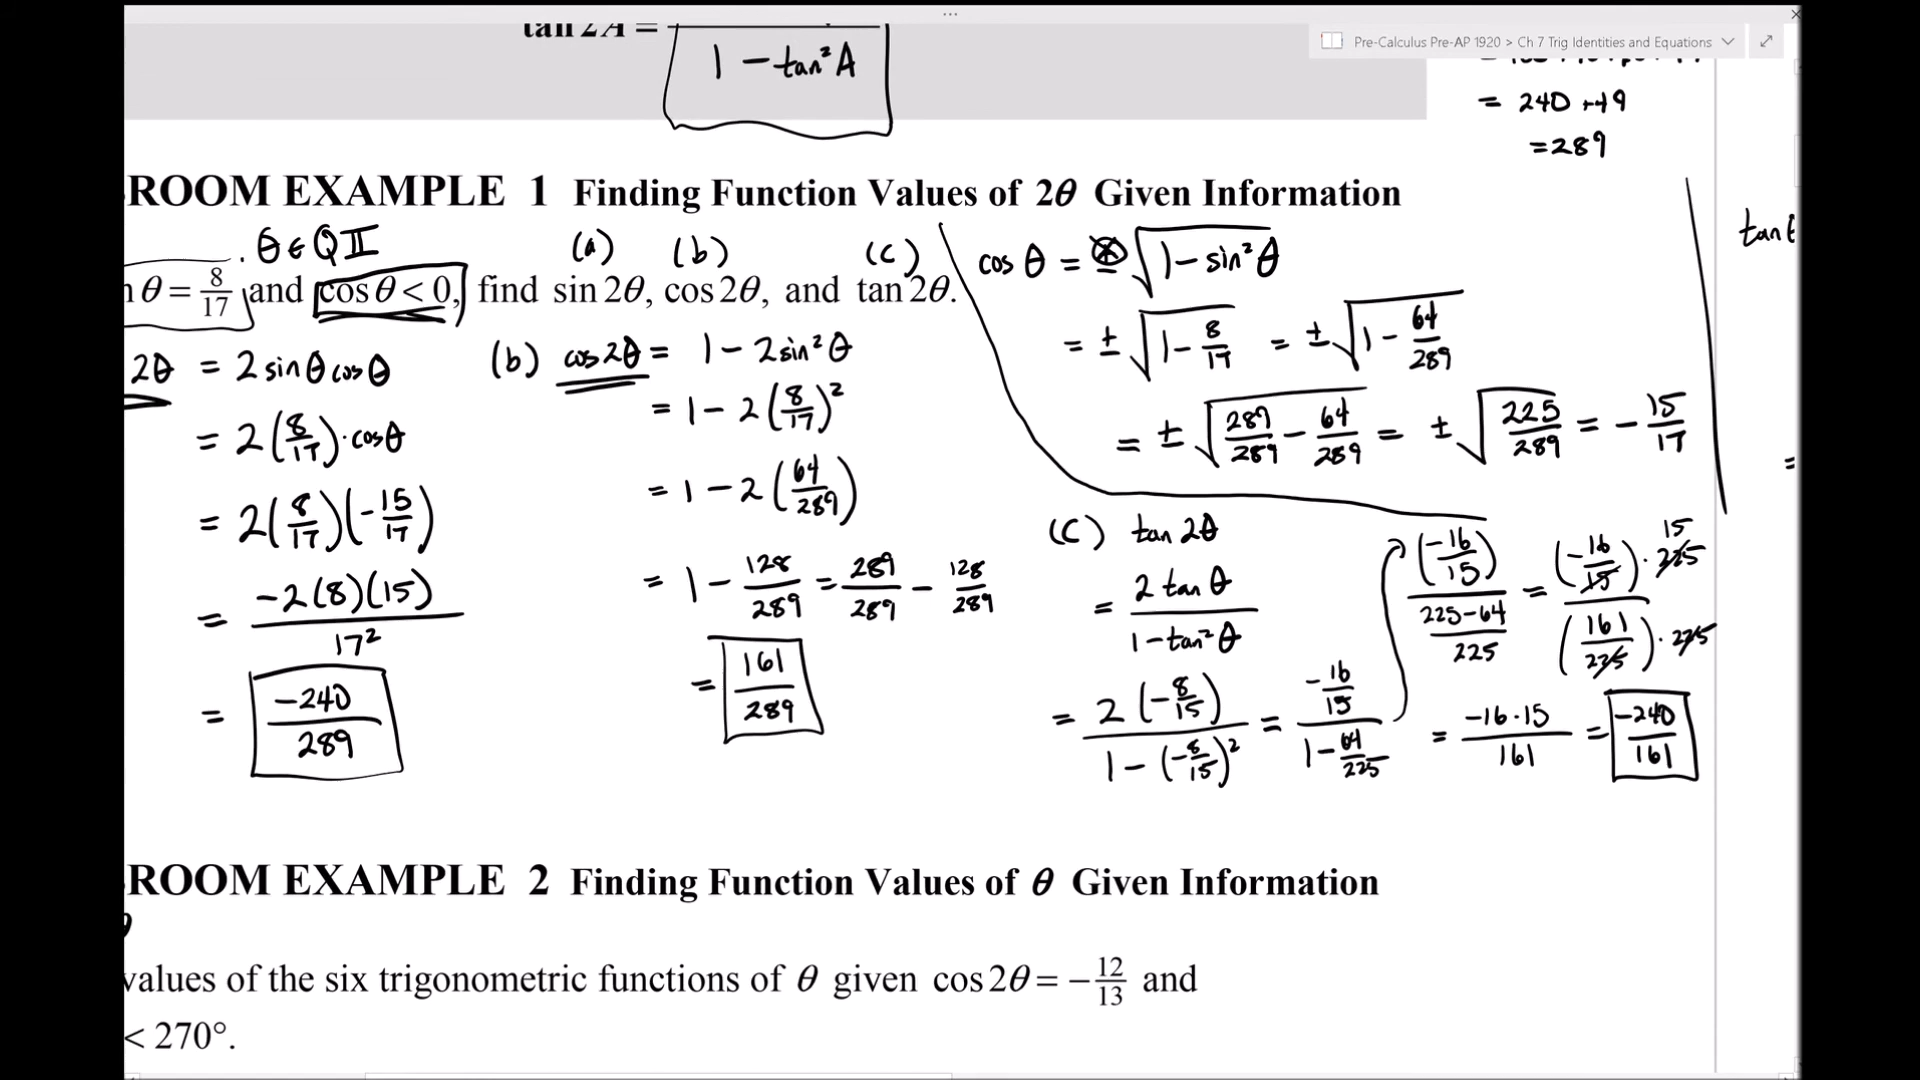 tan 2A =
1 - tan² A
Pre-Calculus Pre-AP 1920 > Ch 7 Trig Identities and Equations
= 240 + 49
= 289
ROOM EXAMPLE 1 Finding Function Values of 2θ Given Information
θ ∈ QII
(a) (b) (c)
θ = 8/17 and cos θ < 0, find sin 2θ, cos 2θ, and tan 2θ.
2θ = 2 sin θ cos θ
= 2(8/17) · cos θ
= 2(8/17)(-15/17)
= -2(8)(15) / 17²
= -240/289
(b) cos 2θ = 1 - 2 sin² θ
= 1 - 2(8/17)²
= 1 - 2(64/289)
= 1 - 128/289 = 289/289 - 128/289
= 161/289
cos θ = ± √(1 - sin² θ)
= ± √(1 - 8/17) = ± √(1 - 64/289)
= ± √(289/289 - 64/289) = ± √(225/289) = - 15/17
tan θ
=
(C) tan 2θ
= 2 tan θ / (1 - tan² θ)
= 2(-8/15) / (1 - (-8/15)²) = (-16/15) / (1 - 64/225)
(-16/15) / ((225-64)/225) = (-16/15) · 225 15 / (161/225) · 225
= -16·15 / 161 = -240/161
ROOM EXAMPLE 2 Finding Function Values of θ Given Information
values of the six trigonometric functions of θ given cos 2θ = - 12/13 and
< 270°.